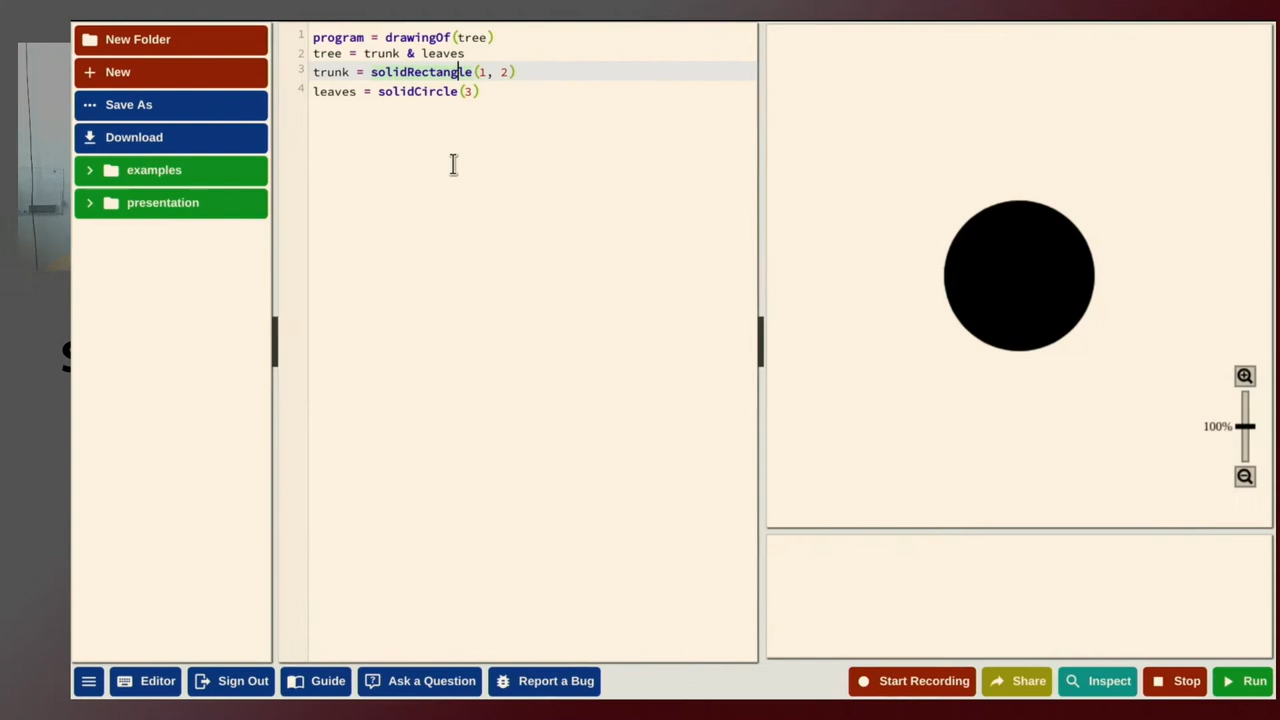 New Folder
New
Save As
Download
examples
presentation
1 program = drawingOf(tree)
2 tree = trunk & leaves
3 trunk = solidRectangle(1, 2)
4 leaves = solidCircle(3)
100%
Editor
Sign Out
Guide
Ask a Question
Report a Bug
Start Recording
Share
Inspect
Stop
Run